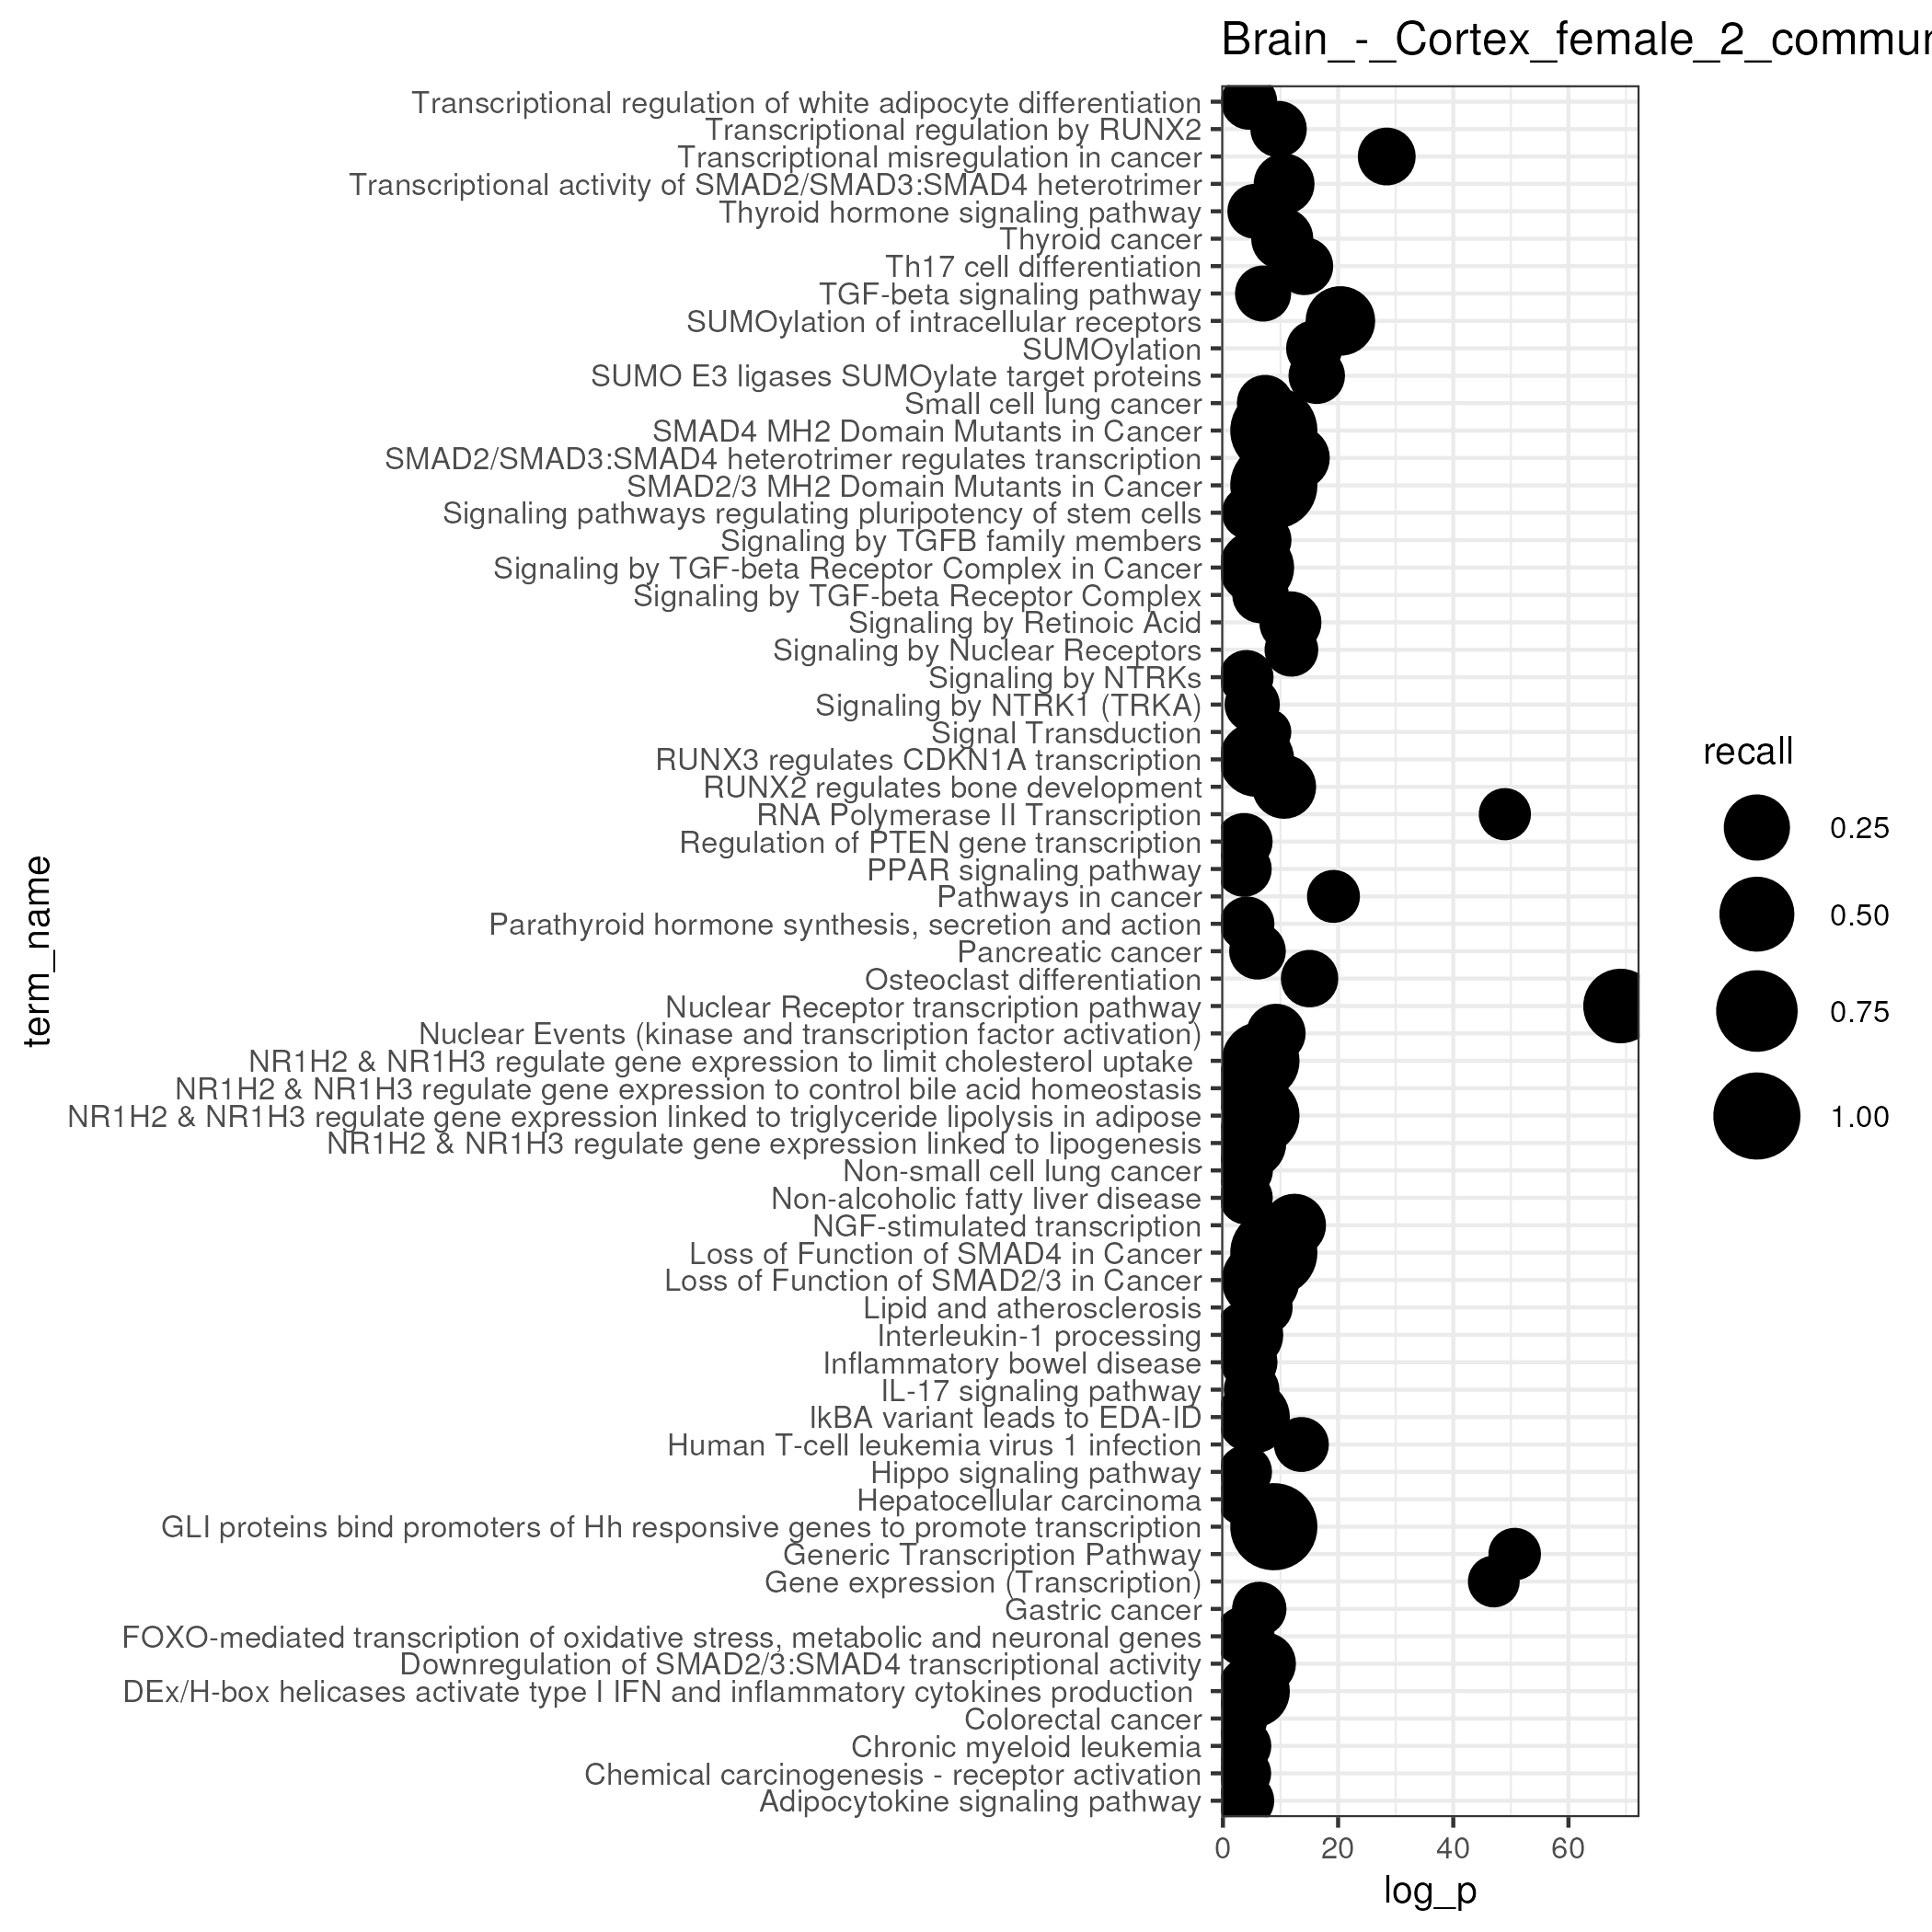 Brain_-_Cortex_female_2_commun
Transcriptional regulation of white adipocyte differentiation
Transcriptional regulation by RUNX2
Transcriptional misregulation in cancer
Transcriptional activity of SMAD2/SMAD3:SMAD4 heterotrimer
Thyroid hormone signaling pathway
Thyroid cancer
Th17 cell differentiation
TGF-beta signaling pathway
SUMOylation of intracellular receptors
SUMOylation
SUMO E3 ligases SUMOylate target proteins
Small cell lung cancer
SMAD4 MH2 Domain Mutants in Cancer
SMAD2/SMAD3:SMAD4 heterotrimer regulates transcription
SMAD2/3 MH2 Domain Mutants in Cancer
Signaling pathways regulating pluripotency of stem cells
Signaling by TGFB family members
Signaling by TGF-beta Receptor Complex in Cancer
Signaling by TGF-beta Receptor Complex
Signaling by Retinoic Acid
Signaling by Nuclear Receptors
Signaling by NTRKs
Signaling by NTRK1 (TRKA)
Signal Transduction
RUNX3 regulates CDKN1A transcription
RUNX2 regulates bone development
RNA Polymerase II Transcription
Regulation of PTEN gene transcription
PPAR signaling pathway
Pathways in cancer
Parathyroid hormone synthesis, secretion and action
Pancreatic cancer
Osteoclast differentiation
Nuclear Receptor transcription pathway
Nuclear Events (kinase and transcription factor activation)
NR1H2 & NR1H3 regulate gene expression to limit cholesterol uptake
NR1H2 & NR1H3 regulate gene expression to control bile acid homeostasis
NR1H2 & NR1H3 regulate gene expression linked to triglyceride lipolysis in adipose
NR1H2 & NR1H3 regulate gene expression linked to lipogenesis
Non-small cell lung cancer
Non-alcoholic fatty liver disease
NGF-stimulated transcription
Loss of Function of SMAD4 in Cancer
Loss of Function of SMAD2/3 in Cancer
Lipid and atherosclerosis
Interleukin-1 processing
Inflammatory bowel disease
IL-17 signaling pathway
IkBA variant leads to EDA-ID
Human T-cell leukemia virus 1 infection
Hippo signaling pathway
Hepatocellular carcinoma
GLI proteins bind promoters of Hh responsive genes to promote transcription
Generic Transcription Pathway
Gene expression (Transcription)
Gastric cancer
FOXO-mediated transcription of oxidative stress, metabolic and neuronal genes
Downregulation of SMAD2/3:SMAD4 transcriptional activity
DEx/H-box helicases activate type I IFN and inflammatory cytokines production
Colorectal cancer
Chronic myeloid leukemia
Chemical carcinogenesis - receptor activation
Adipocytokine signaling pathway
0 20 40 60
log_p
term_name
recall
0.25
0.50
0.75
1.00